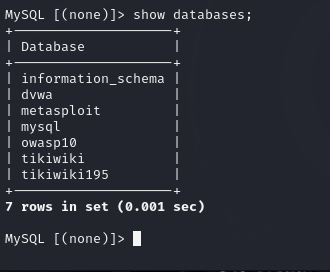 MySQL [(none)]> show databases;
+--------------------+
| Database           |
+--------------------+
| information_schema |
| dvwa               |
| metasploit         |
| mysql              |
| owasp10            |
| tikiwiki           |
| tikiwiki195        |
+--------------------+
7 rows in set (0.001 sec)
MySQL [(none)]>